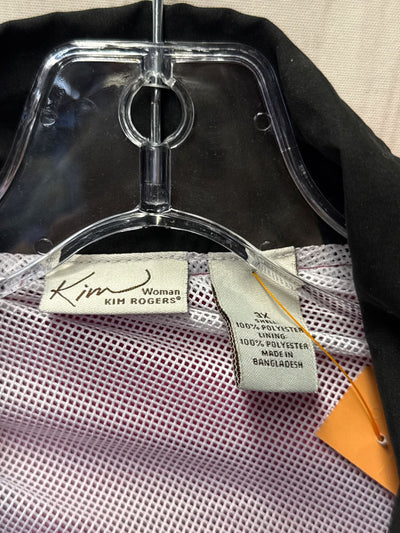 Kim Woman
KIM ROGERS®
3X
SHELL:
100% POLYESTER
LINING:
100% POLYESTER
MADE IN
BANGLADESH